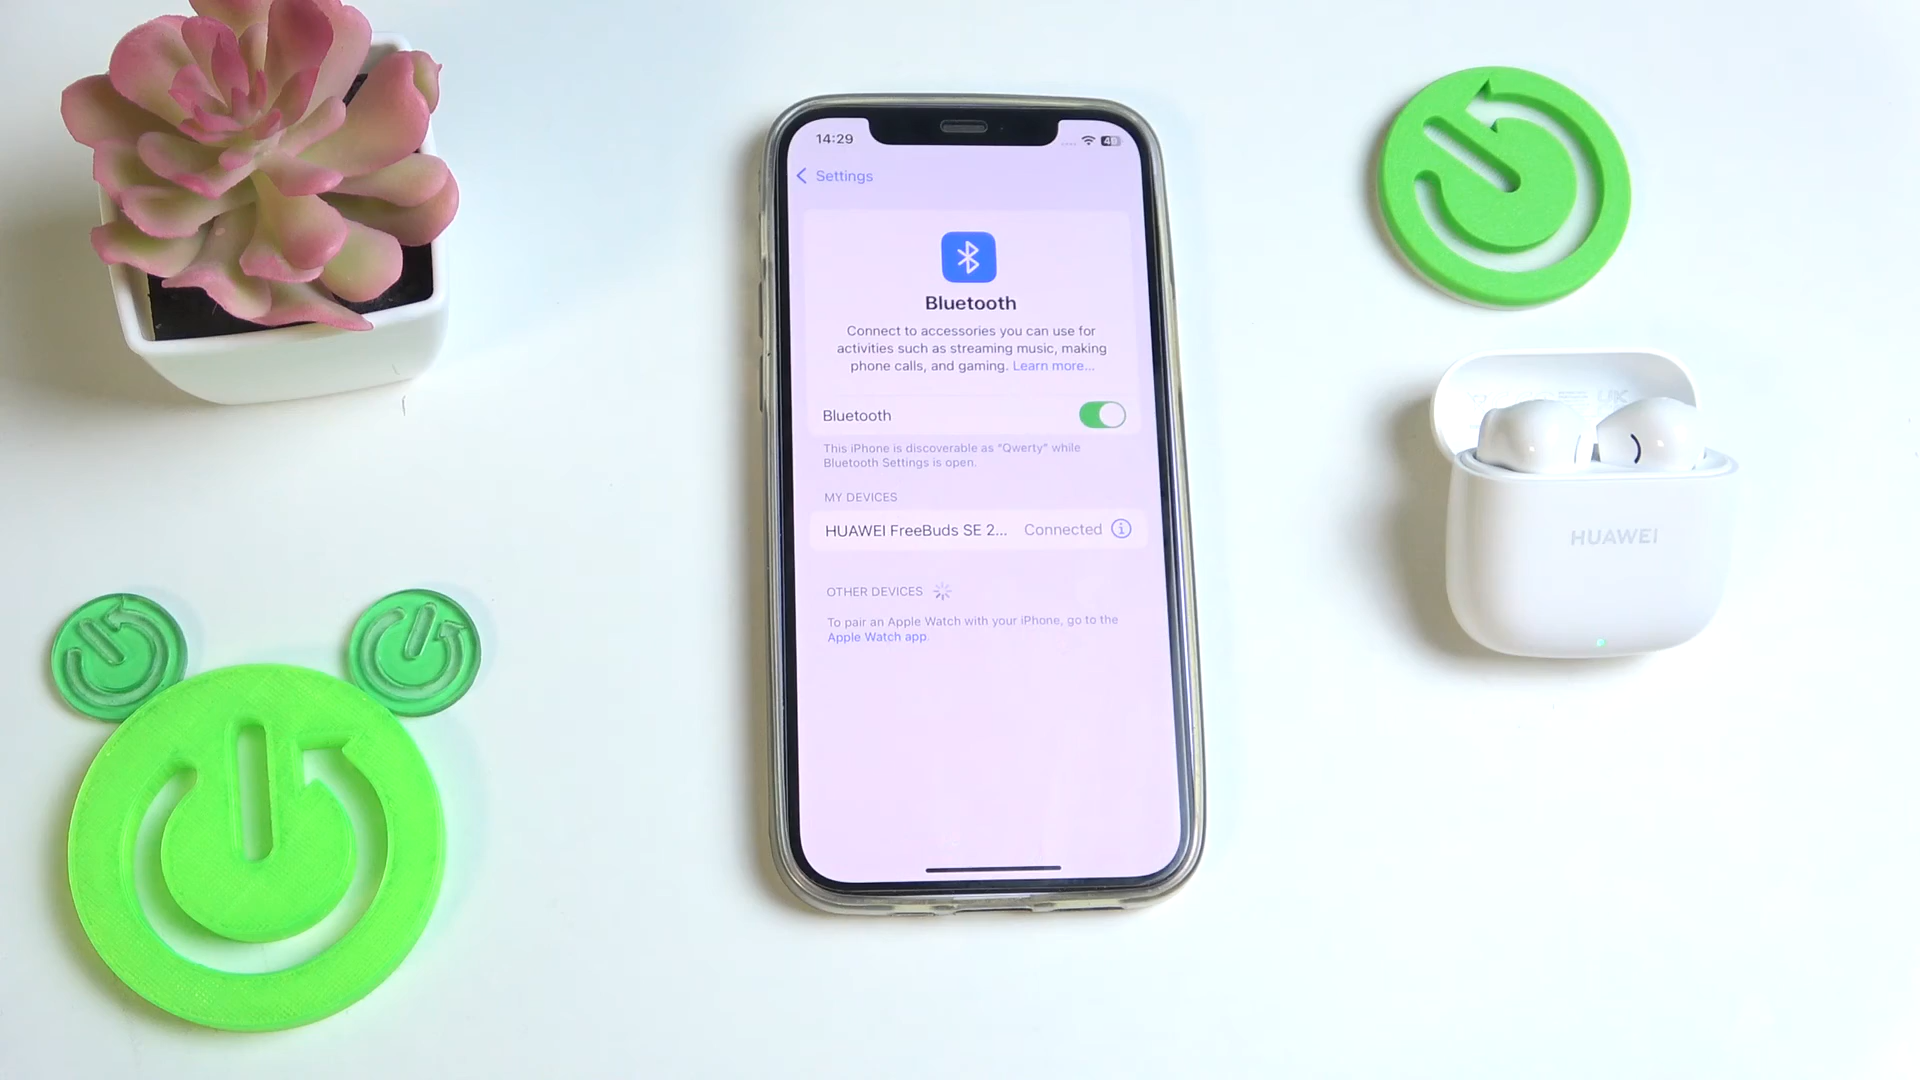 14:29
Settings
Bluetooth
Connect to accessories you can use for
activities such as streaming music, making
phone calls, and gaming. Learn more...
Bluetooth
This iPhone is discoverable as “Qwerty” while
Bluetooth Settings is open.
MY DEVICES
HUAWEI FreeBuds SE 2... Connected
OTHER DEVICES
To pair an Apple Watch with your iPhone, go to the
Apple Watch app.
HUAWEI